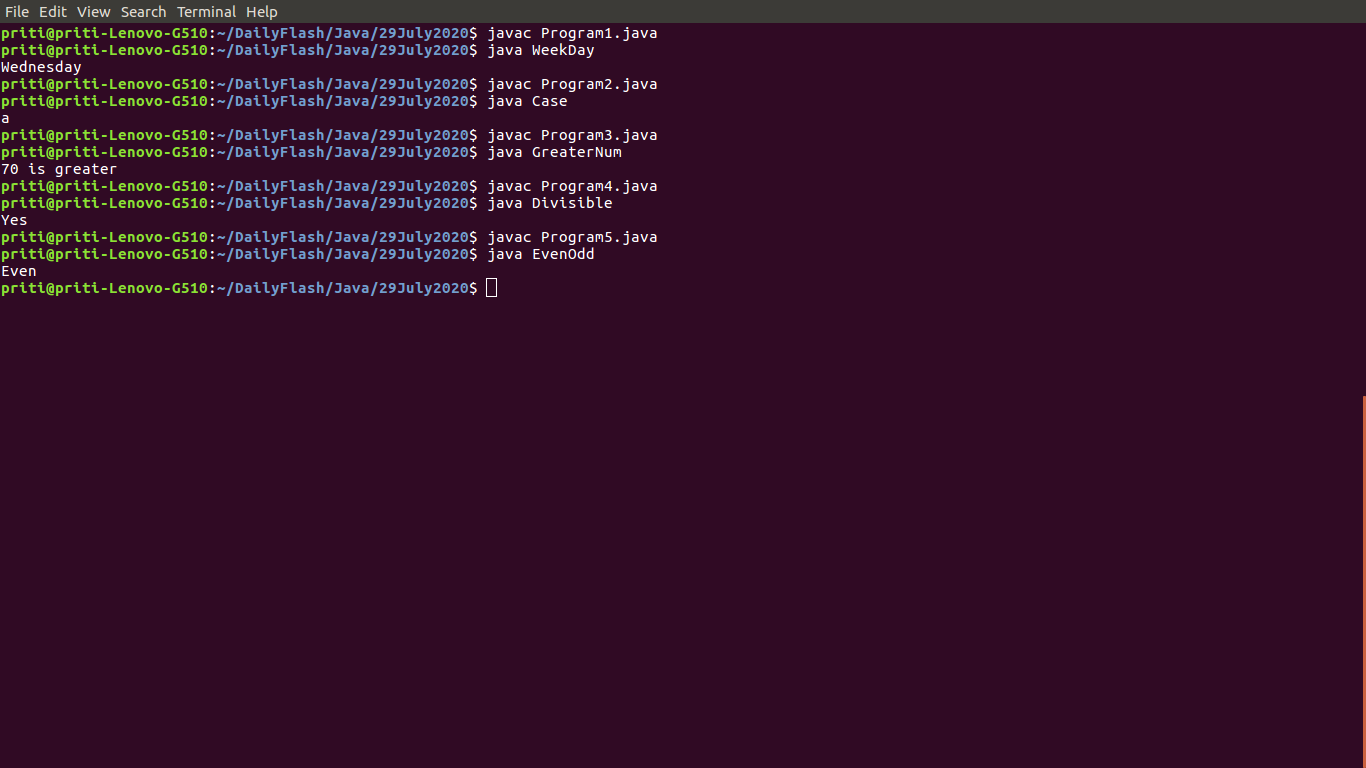 File Edit View Search Terminal Help
priti@priti-Lenovo-G510:~/DailyFlash/Java/29July2020$ javac Program1.java
priti@priti-Lenovo-G510:~/DailyFlash/Java/29July2020$ java WeekDay
Wednesday
priti@priti-Lenovo-G510:~/DailyFlash/Java/29July2020$ javac Program2.java
priti@priti-Lenovo-G510:~/DailyFlash/Java/29July2020$ java Case
a
priti@priti-Lenovo-G510:~/DailyFlash/Java/29July2020$ javac Program3.java
priti@priti-Lenovo-G510:~/DailyFlash/Java/29July2020$ java GreaterNum
70 is greater
priti@priti-Lenovo-G510:~/DailyFlash/Java/29July2020$ javac Program4.java
priti@priti-Lenovo-G510:~/DailyFlash/Java/29July2020$ java Divisible
Yes
priti@priti-Lenovo-G510:~/DailyFlash/Java/29July2020$ javac Program5.java
priti@priti-Lenovo-G510:~/DailyFlash/Java/29July2020$ java EvenOdd
Even
priti@priti-Lenovo-G510:~/DailyFlash/Java/29July2020$